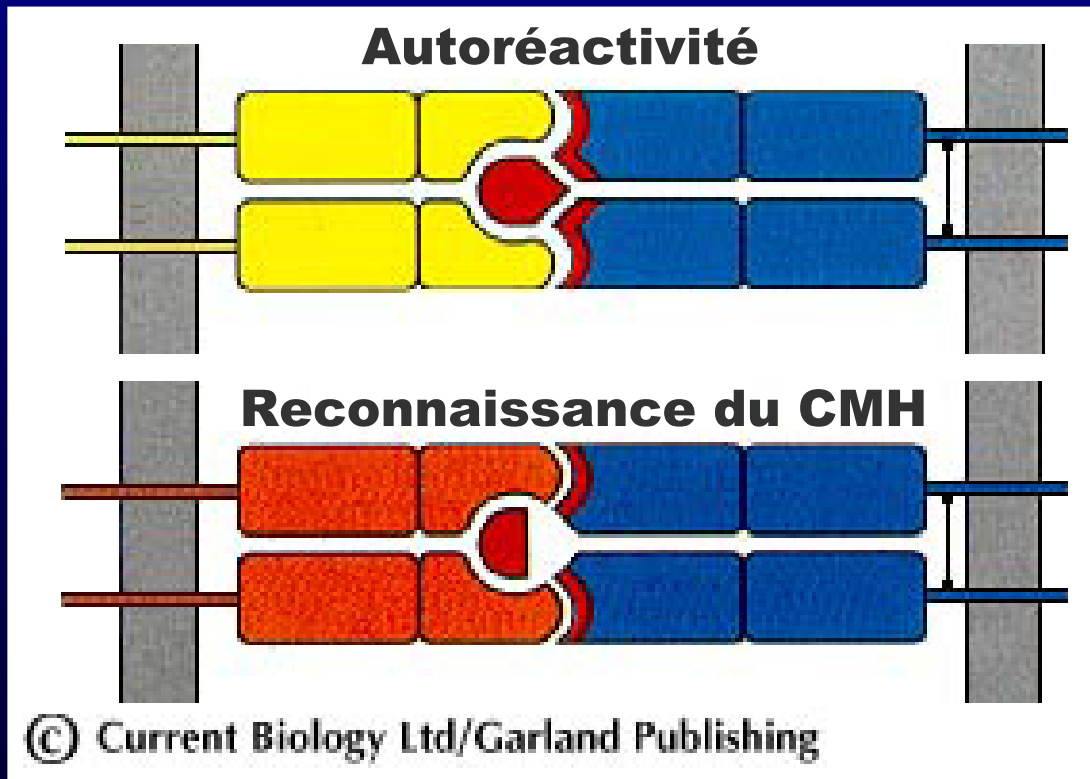 Autoréactivité
Reconnaissance du CMH
© Current Biology Ltd/Garland Publishing